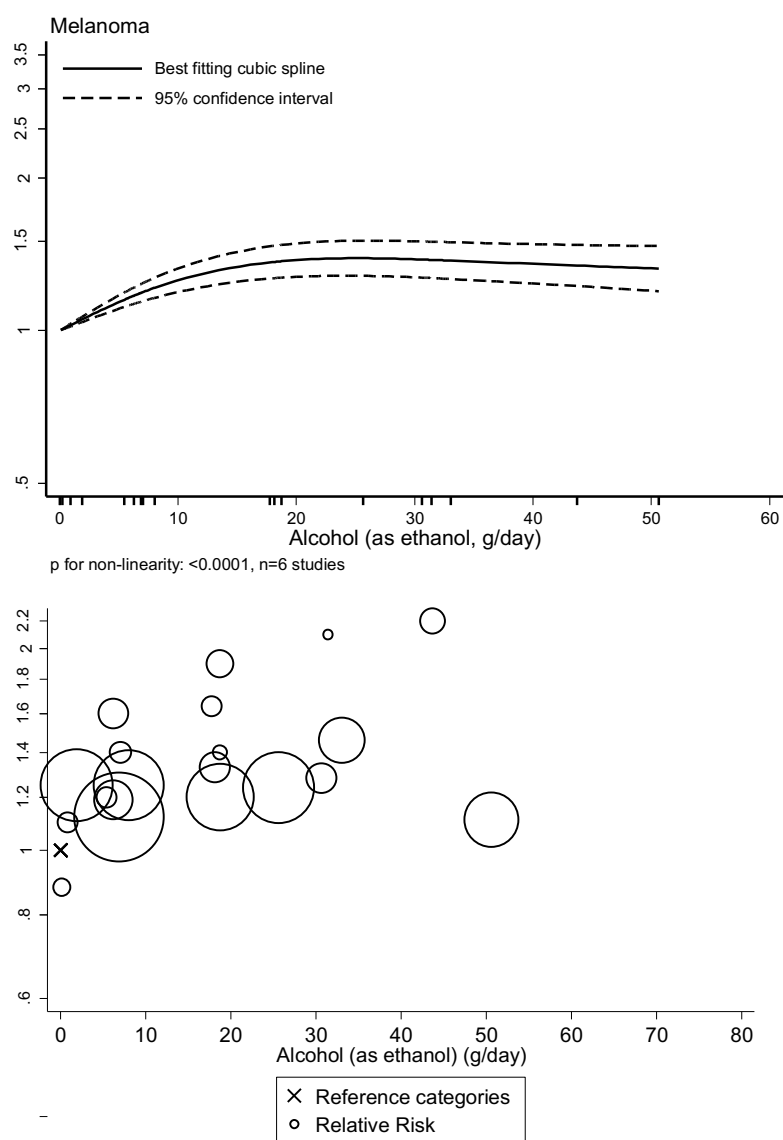 Melanoma
3.5
3
2.5
2
1.5
1
.5
Best fitting cubic spline
95% confidence interval
0 10 20 30 40 50 60
Alcohol (as ethanol, g/day)
p for non-linearity: <0.0001, n=6 studies
2.2
2
1.8
1.6
1.4
1.2
1
.8
.6
0 10 20 30 40 50 60 70 80
Alcohol (as ethanol) (g/day)
Reference categories
Relative Risk